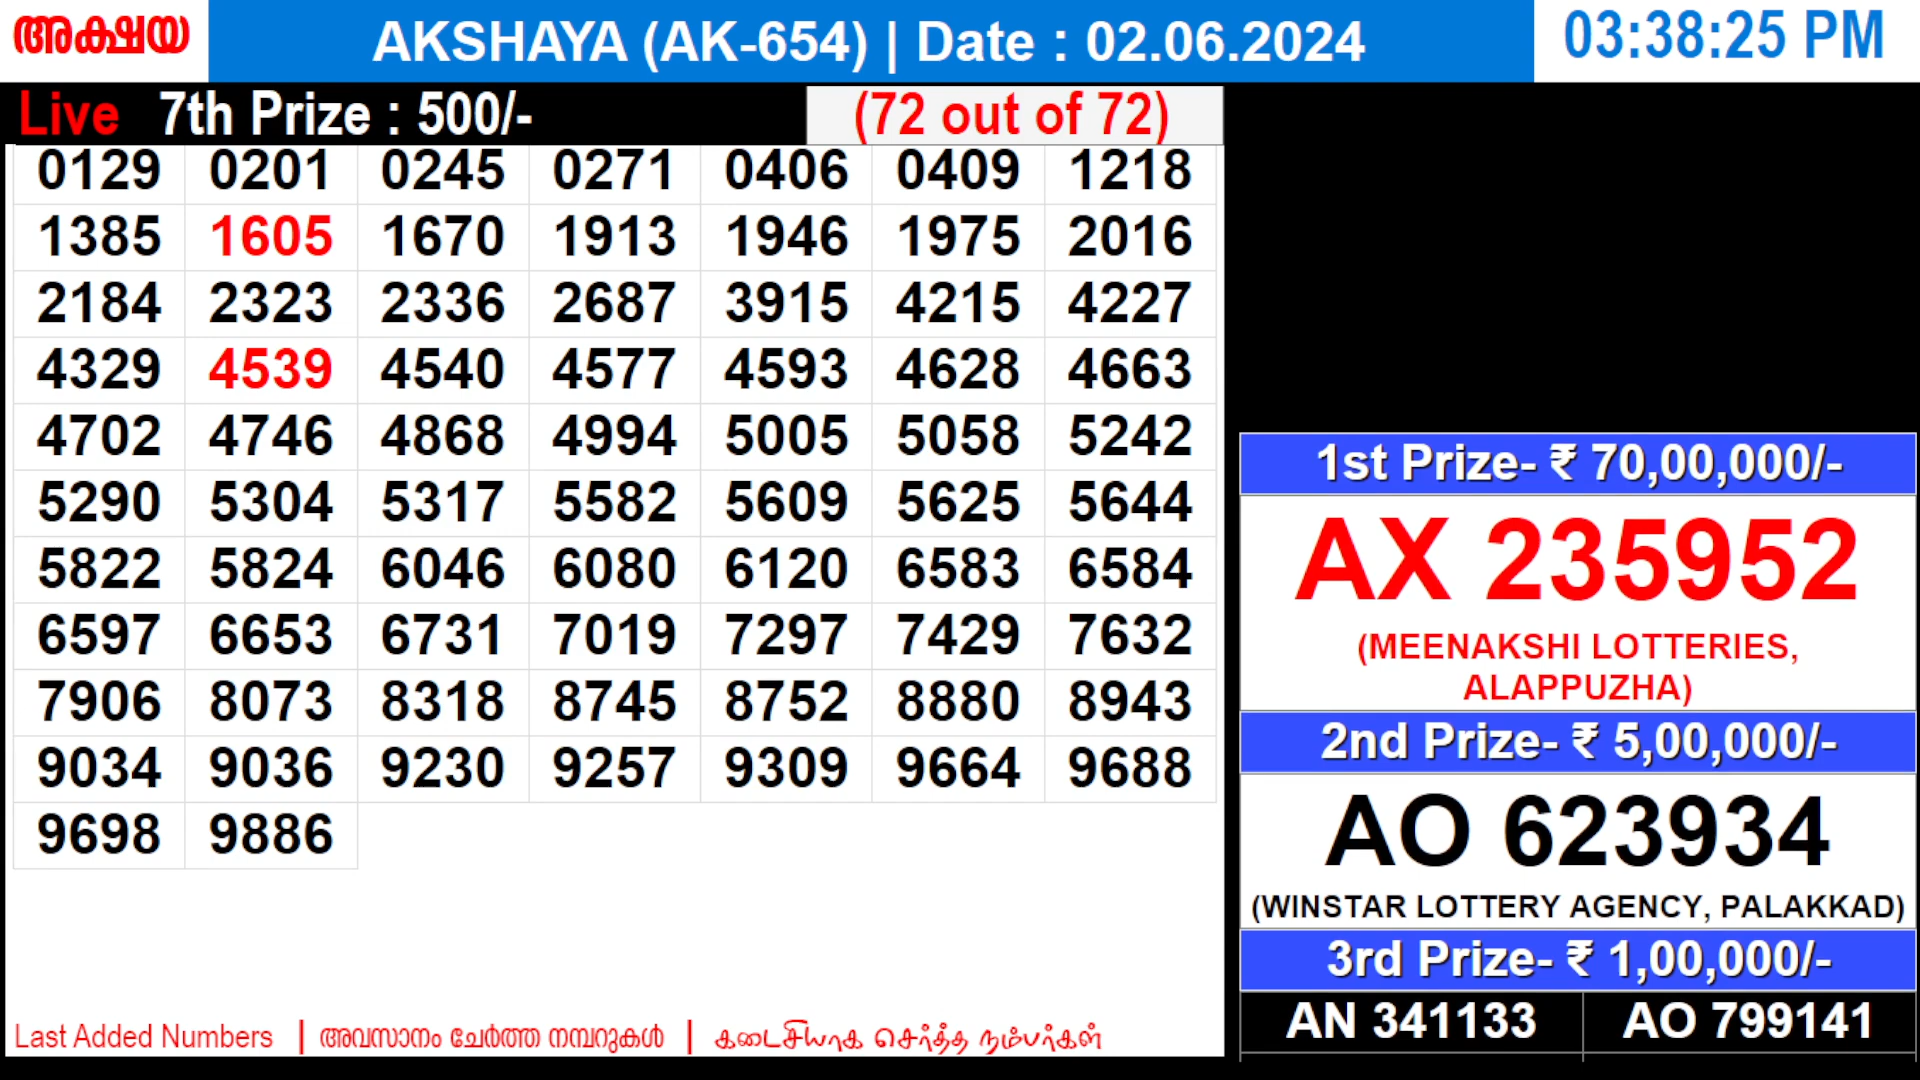 അക്ഷയ
AKSHAYA (AK-654) | Date : 02.06.2024
03:38:25 PM
Live 7th Prize : 500/- (72 out of 72)
0129 0201 0245 0271 0406 0409 1218
1385 1605 1670 1913 1946 1975 2016
2184 2323 2336 2687 3915 4215 4227
4329 4539 4540 4577 4593 4628 4663
4702 4746 4868 4994 5005 5058 5242
5290 5304 5317 5582 5609 5625 5644
5822 5824 6046 6080 6120 6583 6584
6597 6653 6731 7019 7297 7429 7632
7906 8073 8318 8745 8752 8880 8943
9034 9036 9230 9257 9309 9664 9688
9698 9886
Last Added Numbers | അവസാനം ചേർത്ത നമ്പറുകൾ | கடைசியாக சேர்த்த நம்பர்கள்
1st Prize- ₹ 70,00,000/-
AX 235952
(MEENAKSHI LOTTERIES,
ALAPPUZHA)
2nd Prize- ₹ 5,00,000/-
AO 623934
(WINSTAR LOTTERY AGENCY, PALAKKAD)
3rd Prize- ₹ 1,00,000/-
AN 341133 AO 799141